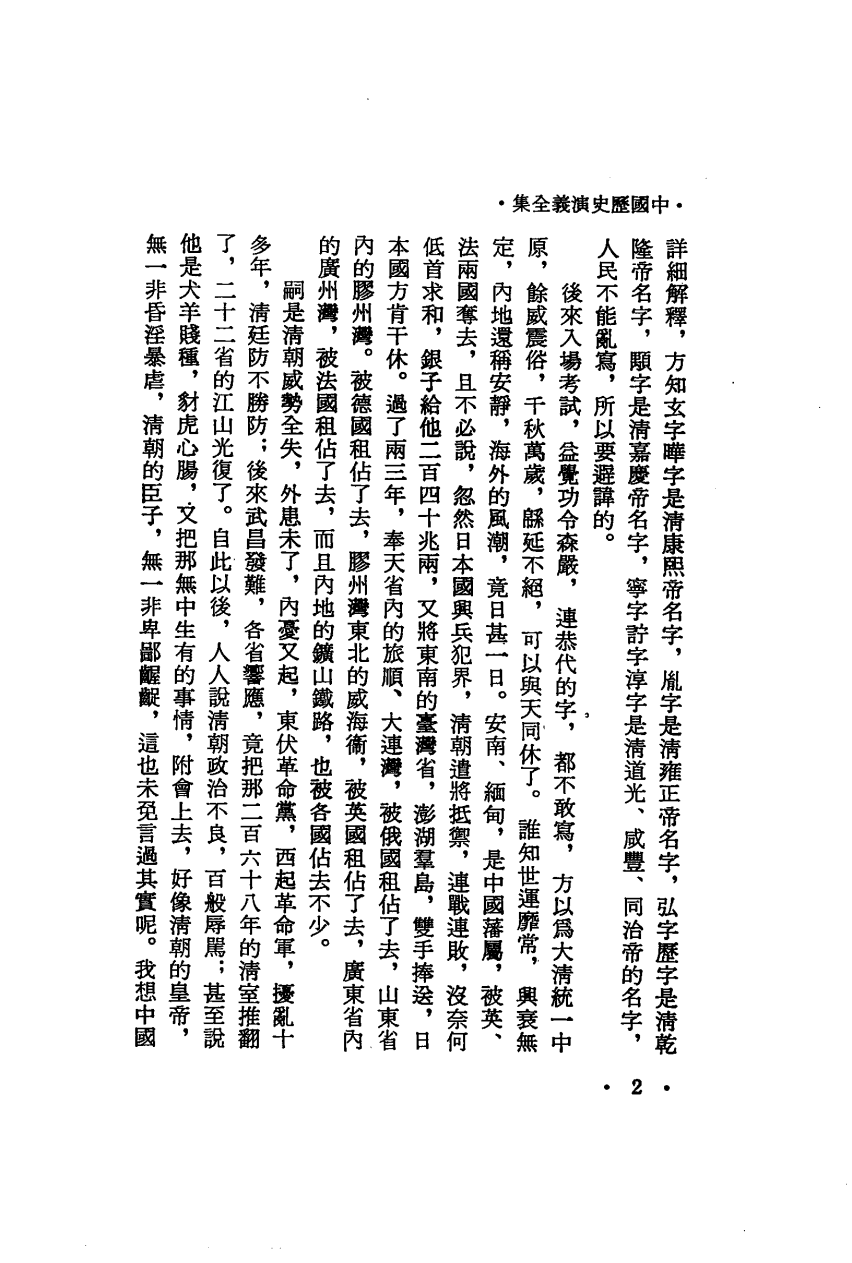 ・中國歷史演義全集・
詳細解釋，方知玄字曄字是清康熙帝名字，胤字是清雍正帝名字，弘字歷字是清乾
隆帝名字，顒字是清嘉慶帝名字，寧字詝字淳字是清道光、咸豐、同治帝的名字，
人民不能亂寫，所以要避諱的。
後來入場考試，益覺功令森嚴，連恭代的字，都不敢寫，方以爲大清統一中
原，餘威震俗，千秋萬歲，緜延不絕，可以與天同休了。誰知世運靡常，興衰無
定，內地還稱安靜，海外的風潮，竟日甚一日。安南、緬甸，是中國藩屬，被英、
法兩國奪去，且不必說，忽然日本國興兵犯界，清朝遣將抵禦，連戰連敗，沒奈何
低首求和，銀子給他二百四十兆兩，又將東南的臺灣省，澎湖羣島，雙手捧送，日
本國方肯干休。過了兩三年，奉天省內的旅順、大連灣，被俄國租佔了去，山東省
內的膠州灣。被德國租佔了去，膠州灣東北的威海衞，被英國租佔了去，廣東省內
的廣州灣，被法國租佔了去，而且內地的鑛山鐵路，也被各國佔去不少。
嗣是清朝威勢全失，外患未了，內憂又起，東伏革命黨，西起革命軍，擾亂十
多年，清廷防不勝防；後來武昌發難，各省響應，竟把那二百六十八年的清室推翻
了，二十二省的江山光復了。自此以後，人人說清朝政治不良，百般辱罵；甚至說
他是犬羊賤種，豺虎心腸，又把那無中生有的事情，附會上去，好像清朝的皇帝，
無一非昏淫暴虐，清朝的臣子，無一非卑鄙齷齪，這也未免言過其實呢。我想中國
・2・